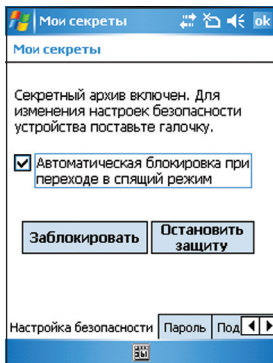 Мои секреты
ok
Мои секреты
Секретный архив включен. Для
изменения настроек безопасности
устройства поставьте галочку.
Автоматическая блокировка при
переходе в спящий режим
Заблокировать
Остановить
защиту
Настройка безопасности
Пароль
Под